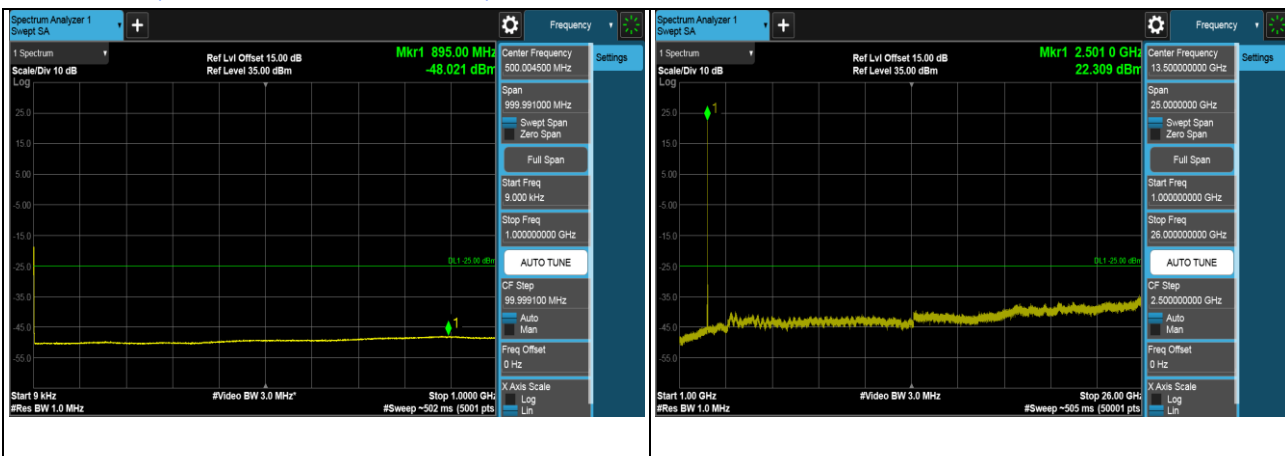 Spectrum Analyzer 1
Swept SA
+
Frequency
1 Spectrum
Scale/Div 10 dB
Log
Ref Lvl Offset 15.00 dB
Ref Level 35.00 dBm
Mkr1 895.00 MHz
-48.021 dBm
25.0
15.0
5.00
-5.00
-15.0
-25.0
-35.0
-45.0
-55.0
1
DL1 -25.00 dBm
Start 9 kHz
#Res BW 1.0 MHz
#Video BW 3.0 MHz*
Stop 1.0000 GHz
#Sweep ~502 ms (5001 pts
Center Frequency
500.004500 MHz
Settings
Span
999.991000 MHz
Swept Span
Zero Span
Full Span
Start Freq
9.000 kHz
Stop Freq
1.000000000 GHz
AUTO TUNE
CF Step
99.999100 MHz
Auto
Man
Freq Offset
0 Hz
X Axis Scale
Log
Lin
Spectrum Analyzer 1
Swept SA
+
Frequency
1 Spectrum
Scale/Div 10 dB
Log
Ref Lvl Offset 15.00 dB
Ref Level 35.00 dBm
Mkr1 2.501 0 GHz
22.309 dBm
25.0
15.0
5.00
-5.00
-15.0
-25.0
-35.0
-45.0
-55.0
1
DL1 -25.00 dBm
Start 1.00 GHz
#Res BW 1.0 MHz
#Video BW 3.0 MHz
Stop 26.00 GHz
#Sweep ~505 ms (50001 pts
Center Frequency
13.500000000 GHz
Settings
Span
25.0000000 GHz
Swept Span
Zero Span
Full Span
Start Freq
1.000000000 GHz
Stop Freq
26.000000000 GHz
AUTO TUNE
CF Step
2.500000000 GHz
Auto
Man
Freq Offset
0 Hz
X Axis Scale
Log
Lin